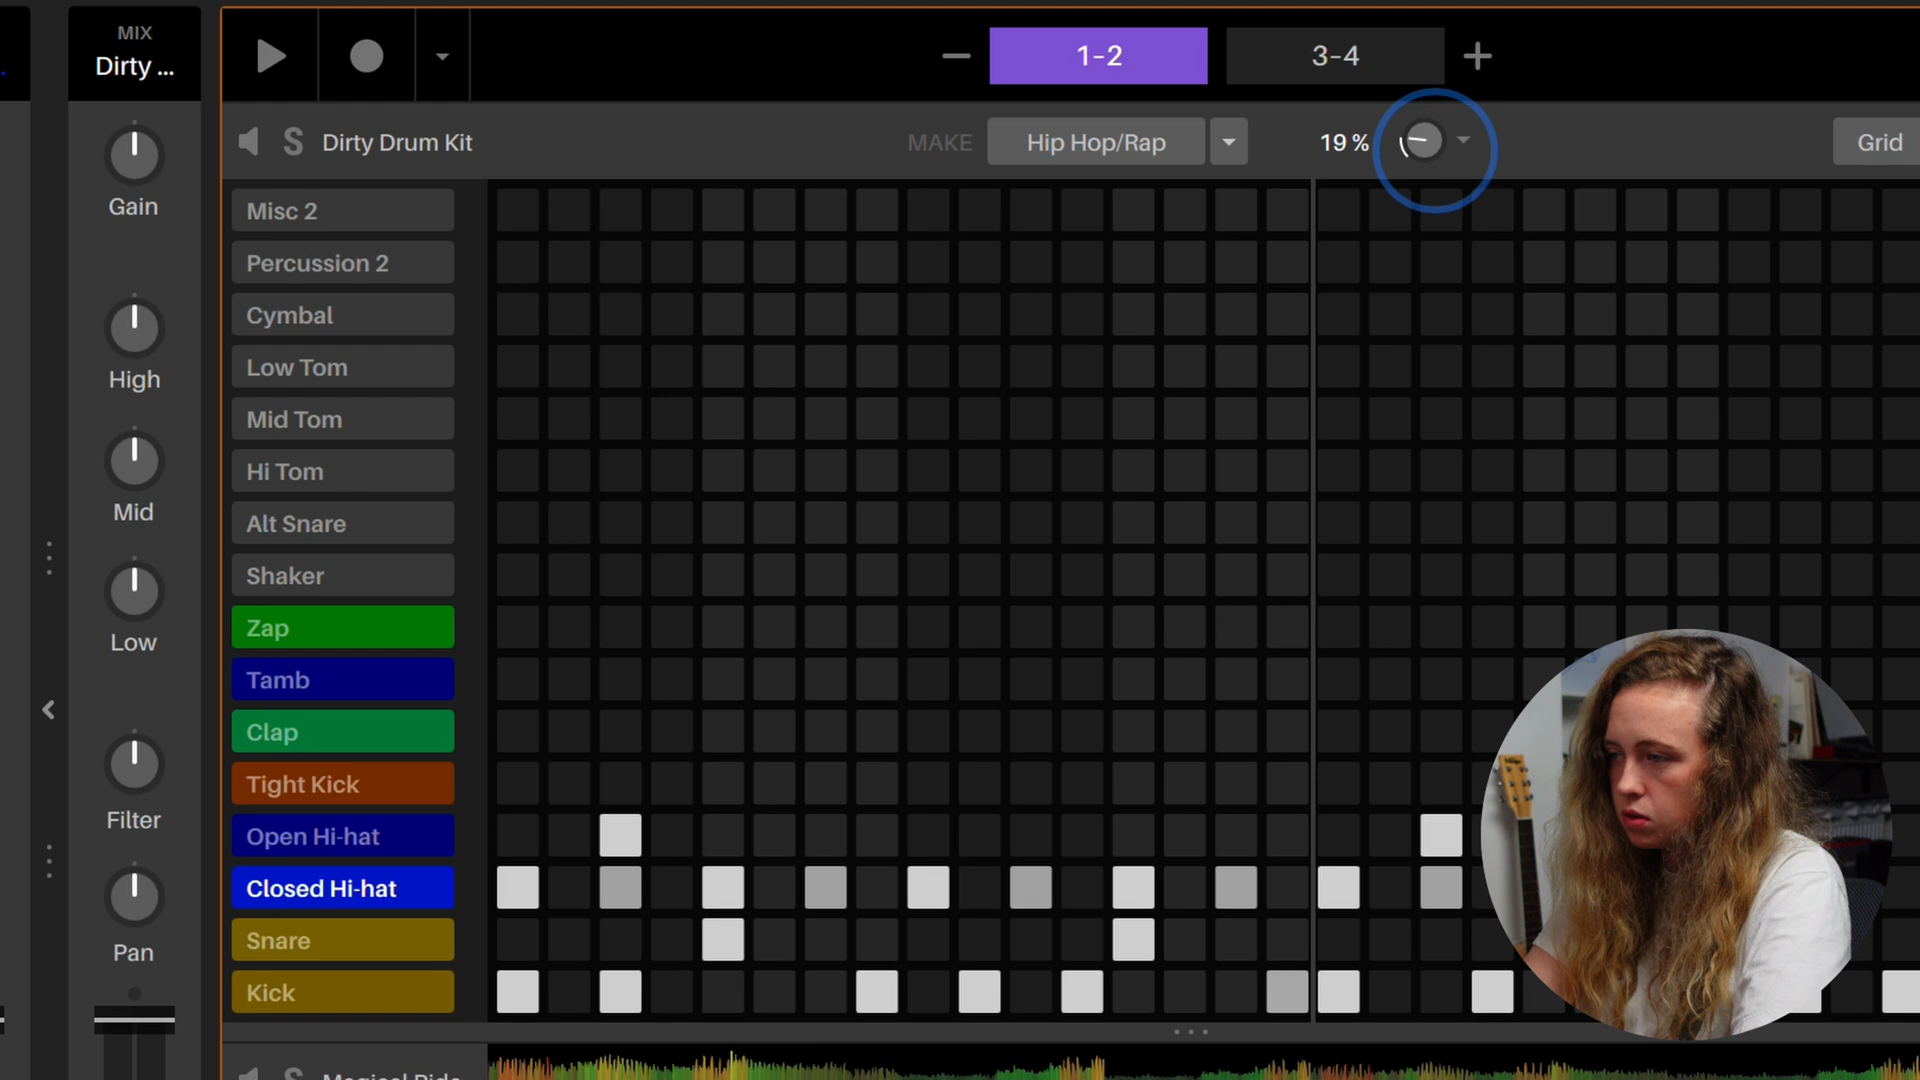 MIX
Dirty ...
Gain
High
Mid
Low
Filter
Pan
1-2
3-4
S
Dirty Drum Kit
MAKE
Hip Hop/Rap
19 %
Grid
Misc 2
Percussion 2
Cymbal
Low Tom
Mid Tom
Hi Tom
Alt Snare
Shaker
Zap
Tamb
Clap
Tight Kick
Open Hi-hat
Closed Hi-hat
Snare
Kick
S
Magical Ride